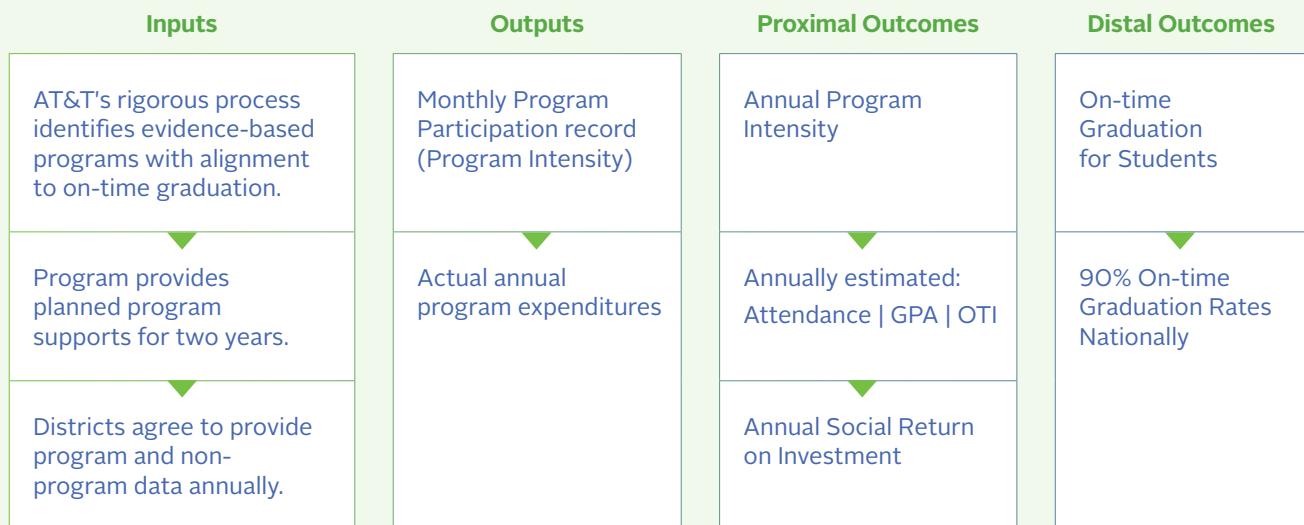 Inputs
AT&T's rigorous process
identifies evidence-based
programs with alignment
to on-time graduation.
Program provides
planned program
supports for two years.
Districts agree to provide
program and non-
program data annually.
Outputs
Monthly Program
Participation record
(Program Intensity)
Actual annual
program expenditures
Proximal Outcomes
Annual Program
Intensity
Annually estimated:
Attendance | GPA | OTI
Annual Social Return
on Investment
Distal Outcomes
On-time
Graduation
for Students
90% On-time
Graduation Rates
Nationally